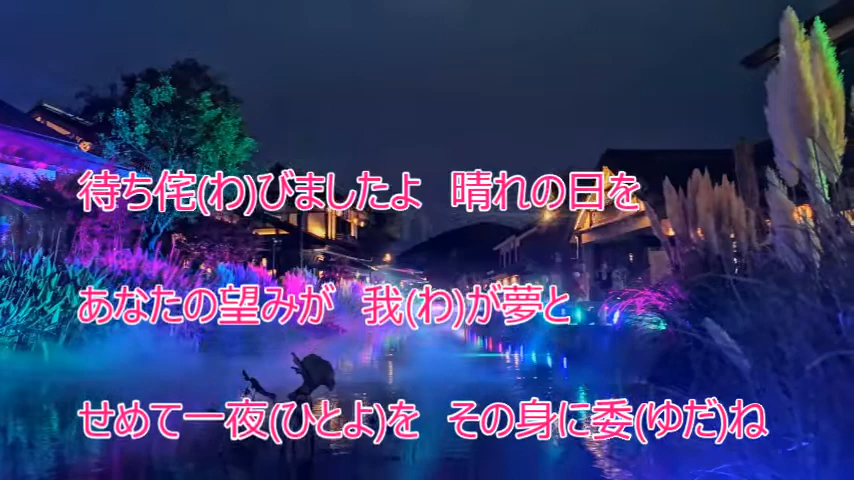 待ち侘(わ)びましたよ　晴れの日を
あなたの望みが　我(わ)が夢と
せめて一夜(ひとよ)を　その身に委(ゆだ)ね